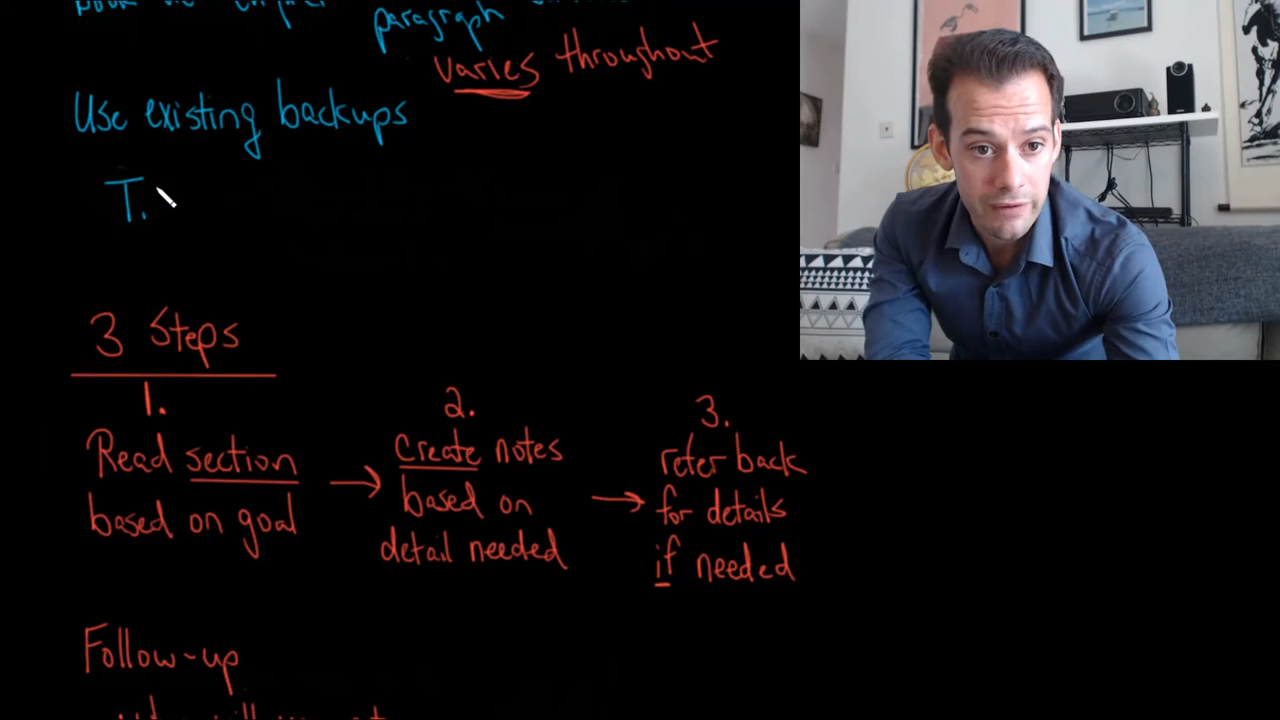 paragraph
varies throughout
Use existing backups
T.
3 Steps
1.
Read section
based on goal
2.
Create notes
based on
detail needed
3.
refer back
for details
if needed
Follow-up